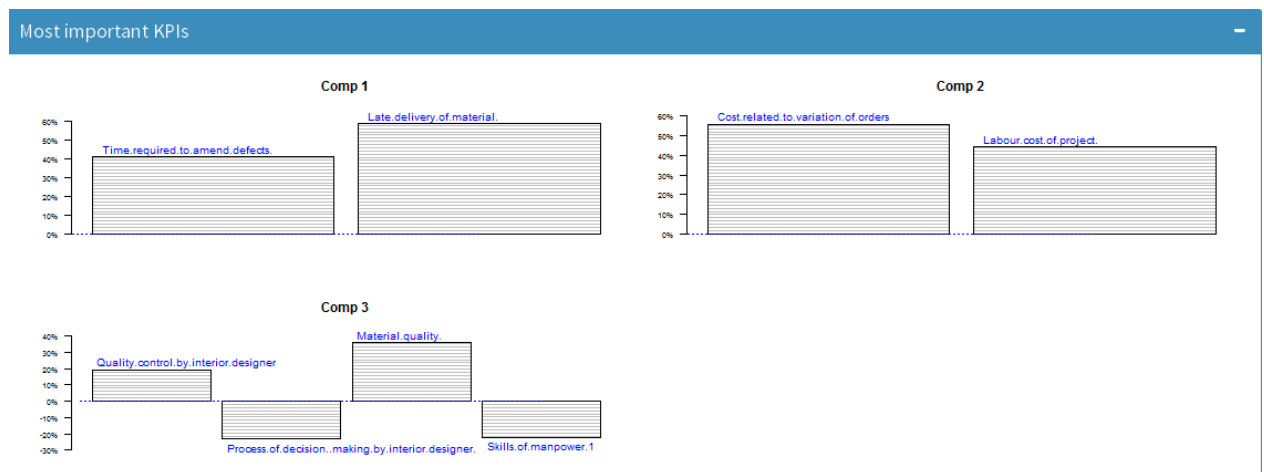 Most important KPIs
Comp 1
60%
50%
40%
30%
20%
10%
0%
Time.required.to.amend.defects.
Late.delivery.of.material.
Comp 2
60%
50%
40%
30%
20%
10%
0%
Cost.related.to.variation.of.orders
Labour.cost.of.project.
Comp 3
40%
30%
20%
10%
0%
-10%
-20%
-30%
Quality.control.by.interior.designer
Process.of.decision..making.by.interior.designer.
Material.quality.
Skills.of.manpower.1